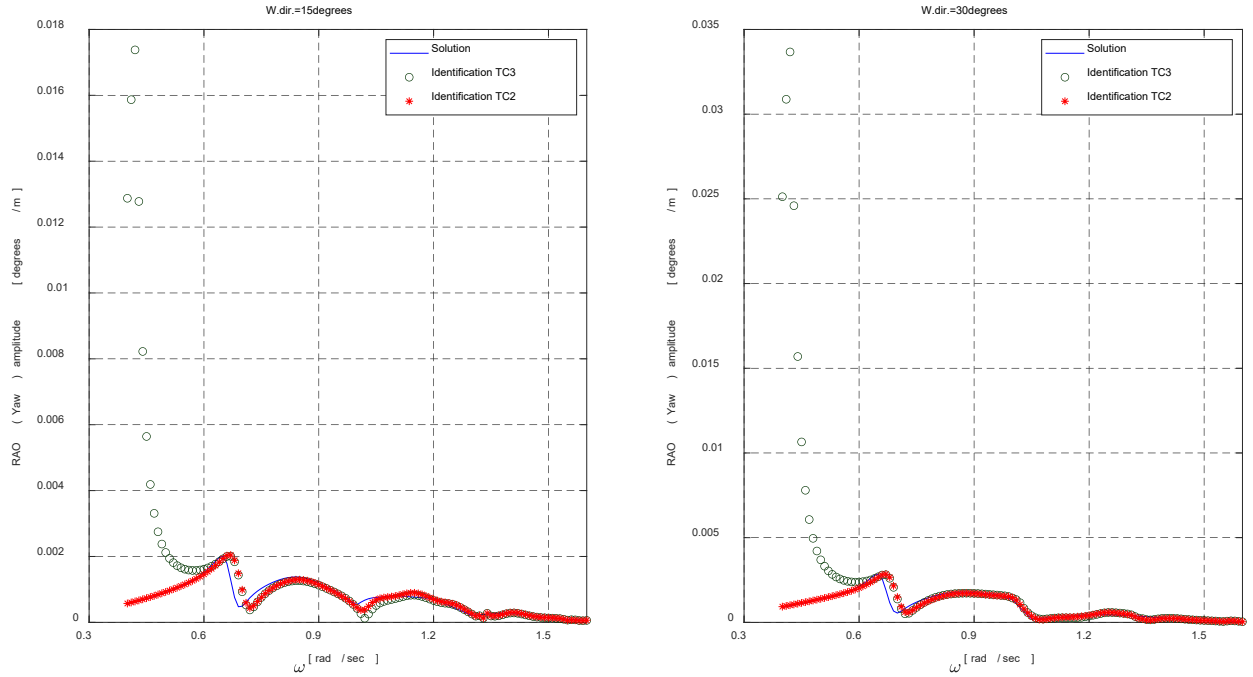 W.dir.=15degrees
Solution
Identification TC3
Identification TC2
0.018
0.016
0.014
0.012
0.01
0.008
0.006
0.004
0.002
0
0.3
0.6
0.9
1.2
1.5
RAO ( Yaw ) amplitude [ degrees /m ]
ω [ rad /sec ]
W.dir.=30degrees
Solution
Identification TC3
Identification TC2
0.035
0.03
0.025
0.02
0.015
0.01
0.005
0
0.3
0.6
0.9
1.2
1.5
RAO ( Yaw ) amplitude [ degrees /m ]
ω [ rad /sec ]